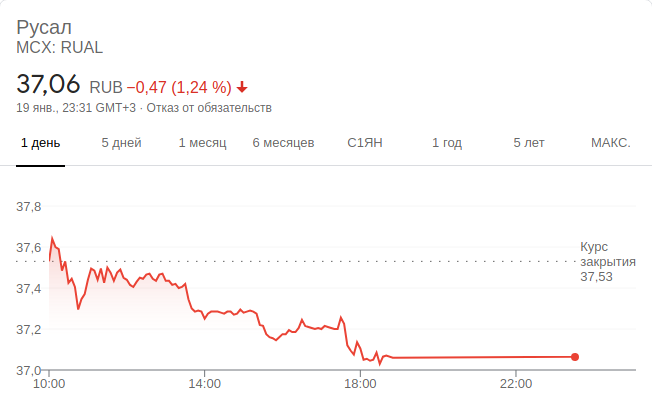 Русал
MCX: RUAL
37,06 RUB −0,47 (1,24 %)
19 янв., 23:31 GMT+3 · Отказ от обязательств
1 день 5 дней 1 месяц 6 месяцев С1ЯН 1 год 5 лет МАКС.
37,8
37,6
37,4
37,2
37,0
Курс
закрытия
37,53
10:00 14:00 18:00 22:00